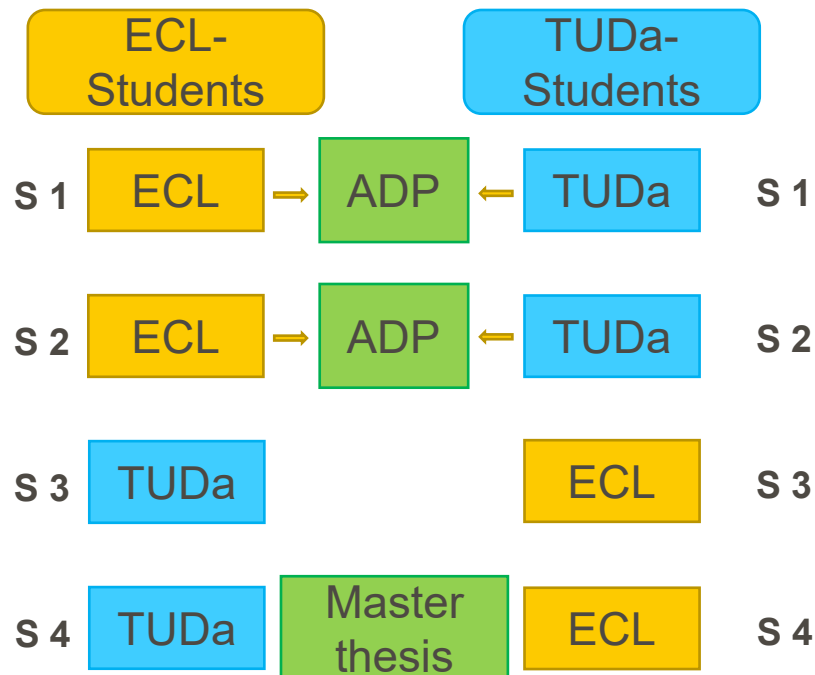 ECL-
Students
TUDa-
Students
S 1 ECL ADP TUDa S 1
S 2 ECL ADP TUDa S 2
S 3 TUDa ECL S 3
S 4 TUDa Master
thesis ECL S 4